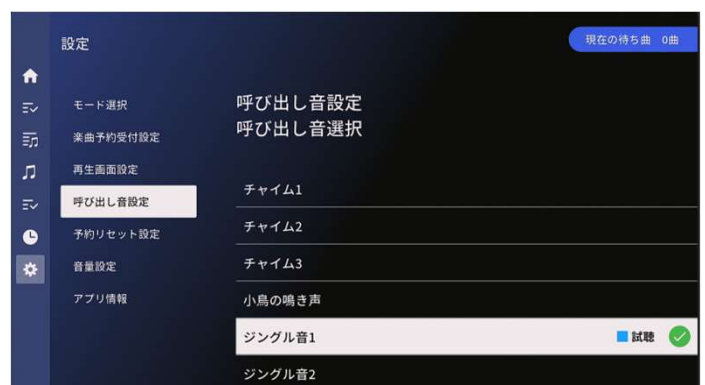 設定
現在の待ち曲 0曲
モード選択
楽曲予約受付設定
再生画面設定
呼び出し音設定
予約リセット設定
音量設定
アプリ情報
呼び出し音設定
呼び出し音選択
チャイム1
チャイム2
チャイム3
小鳥の鳴き声
ジングル音1
試聴
ジングル音2